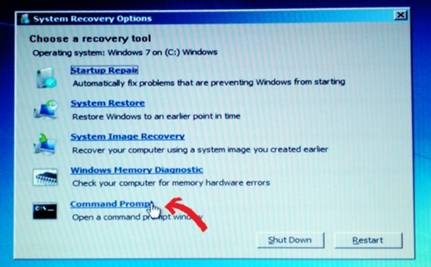 System Recovery Options
Choose a recovery tool
Operating system: Windows 7 on (C:) Windows
Startup Repair
Automatically fix problems that are preventing Windows from starting
System Restore
Restore Windows to an earlier point in time
System Image Recovery
Recover your computer using a system image you created earlier
Windows Memory Diagnostic
Check your computer for memory hardware errors
Command Prompt
Open a command prompt window
Shut Down
Restart